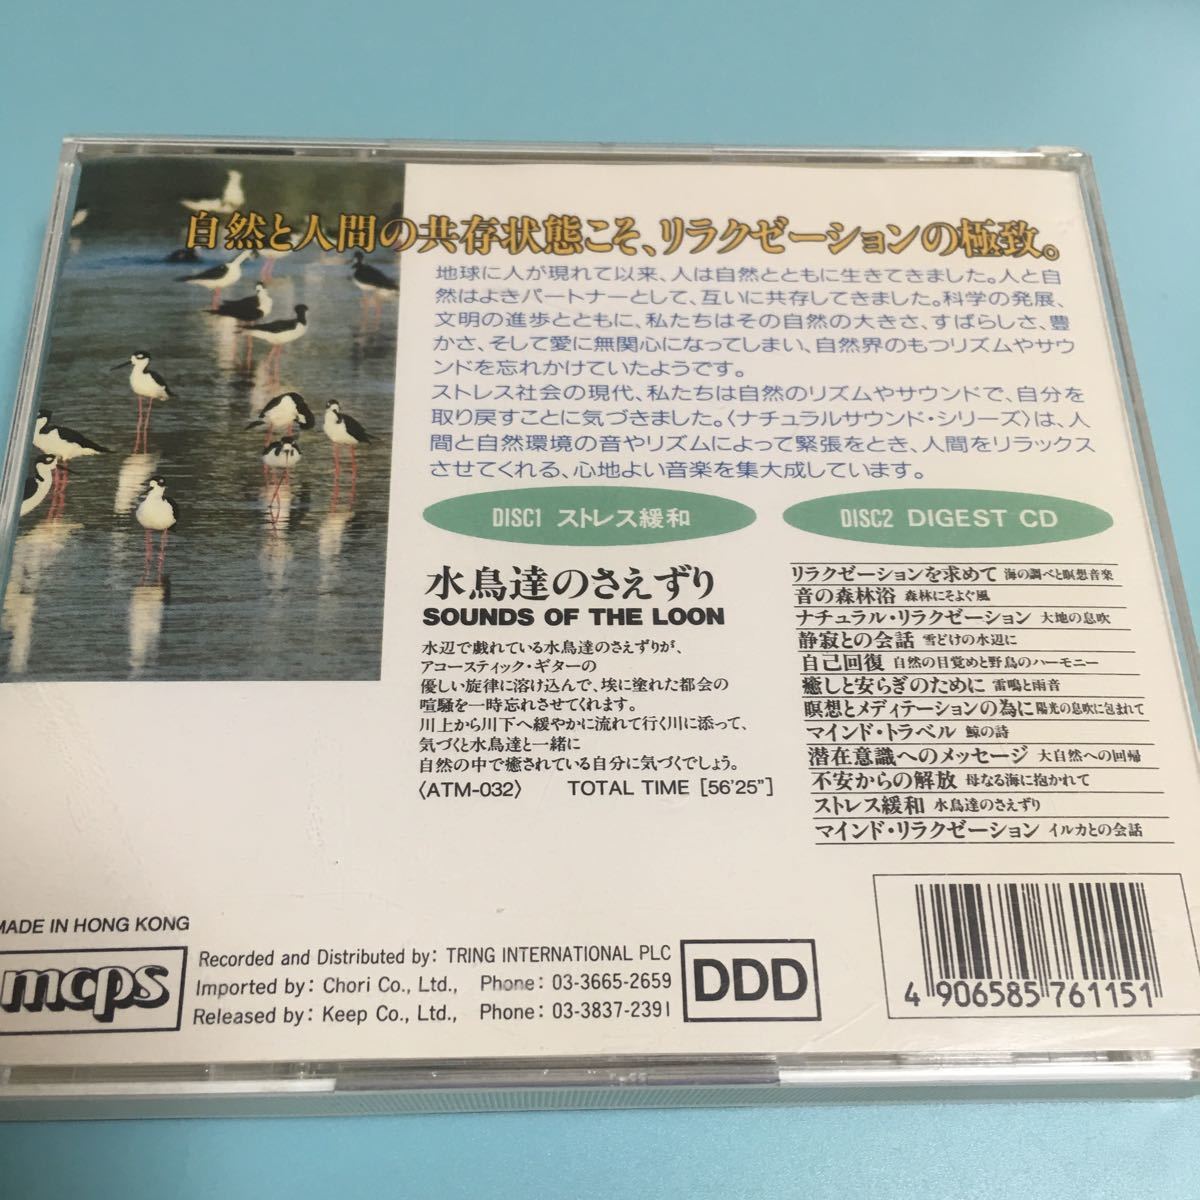 自然と人間の共存状態こそ、リラクゼーションの極致。
地球に人が現れて以来、人は自然とともに生きてきました。人と自
然はよきパートナーとして、互いに共存してきました。科学の発展、
文明の進歩とともに、私たちはその自然の大きさ、すばらしさ、豊
かさ、そして愛に無関心になってしまい、自然界のもつリズムやサウ
ンドを忘れかけていたようです。
ストレス社会の現代、私たちは自然のリズムやサウンドで、自分を
取り戻すことに気づきました。〈ナチュラルサウンド・シリーズ〉は、人
間と自然環境の音やリズムによって緊張をとき、人間をリラックス
させてくれる、心地よい音楽を集大成しています。
DISC1 ストレス緩和
水鳥達のさえずり
SOUNDS OF THE LOON
水辺で戯れている水鳥達のさえずりが、
アコースティック・ギターの
優しい旋律に溶け込んで、埃に塗れた都会の
喧騒を一時忘れさせてくれます。
川上から川下へ緩やかに流れて行く川に添って、
気づくと水鳥達と一緒に
自然の中で癒されている自分に気づくでしょう。
〈ATM-032〉 TOTAL TIME [56'25"]
DISC2 DIGEST CD
リラクゼーションを求めて 海の調べと瞑想音楽
音の森林浴 森林にそよぐ風
ナチュラル・リラクゼーション 大地の息吹
静寂との会話 雪どけの水辺に
自己回復 自然の目覚めと野鳥のハーモニー
癒しと安らぎのために 雷鳴と雨音
瞑想とメディテーションの為に 陽光の息吹に包まれて
マインド・トラベル 鯨の詩
潜在意識へのメッセージ 大自然への回帰
不安からの解放 母なる海に抱かれて
ストレス緩和 水鳥達のさえずり
マインド・リラクゼーション イルカとの会話
MADE IN HONG KONG
mcps
Recorded and Distributed by: TRING INTERNATIONAL PLC
Imported by: Chori Co., Ltd., Phone: 03-3665-2659
Released by: Keep Co., Ltd., Phone: 03-3837-2391
DDD
4 906585 761151